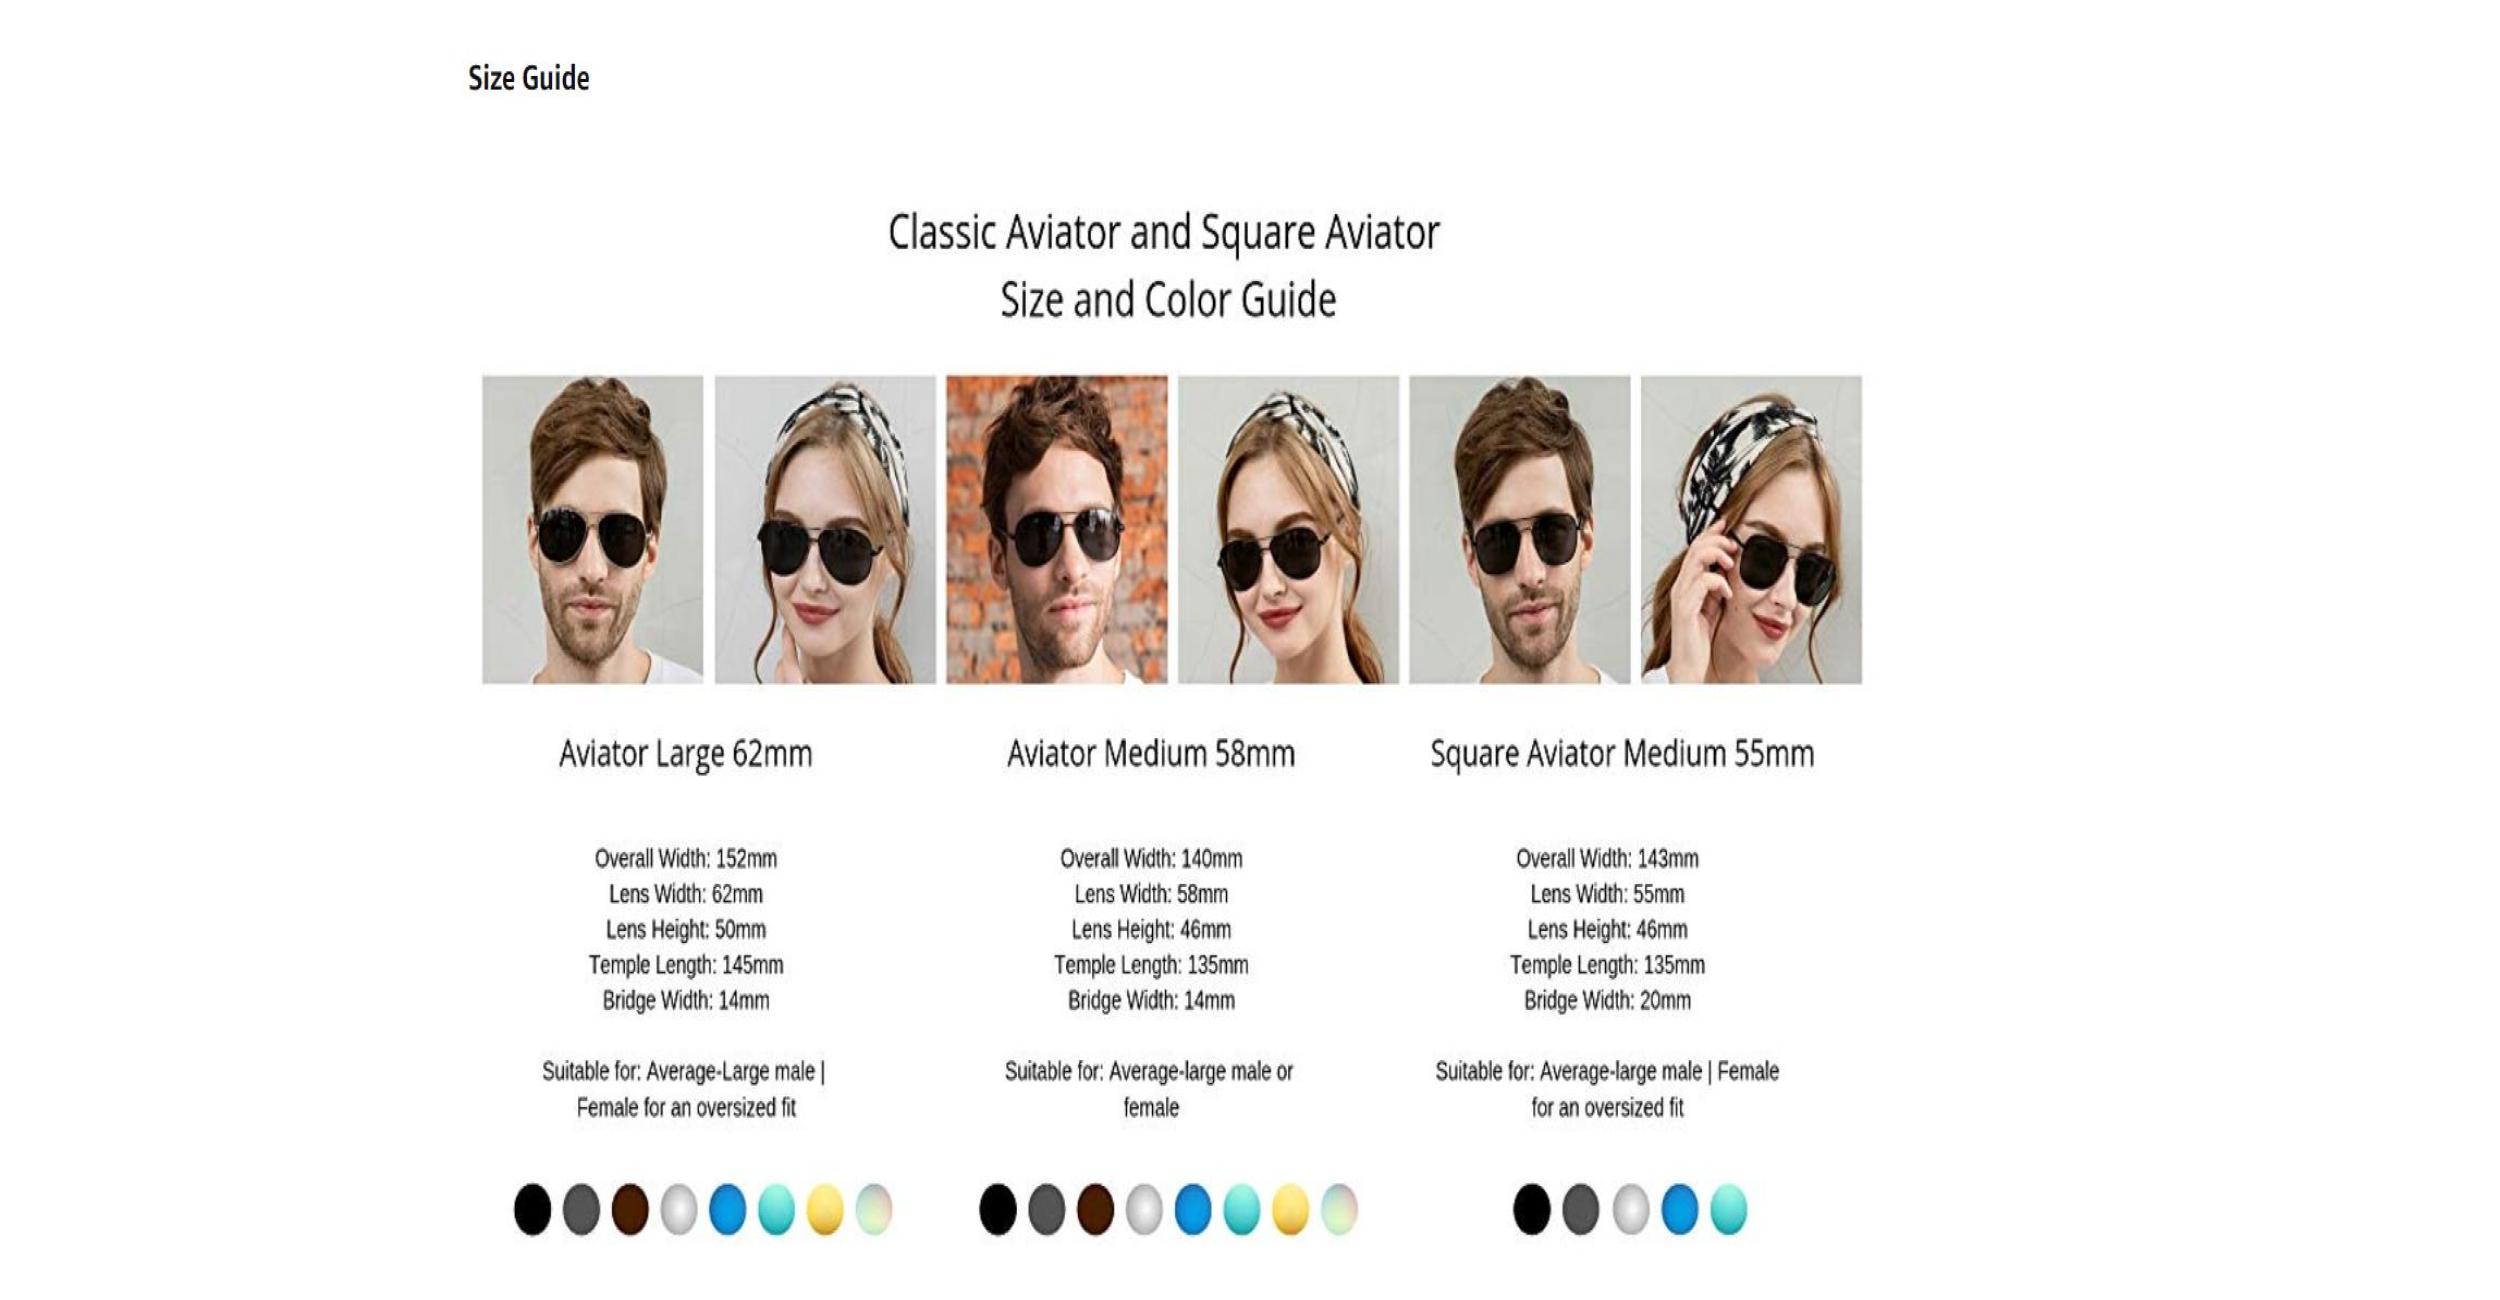 Size Guide
Classic Aviator and Square Aviator
Size and Color Guide
Aviator Large 62mm
Overall Width: 152mm
Lens Width: 62mm
Lens Height: 50mm
Temple Length: 145mm
Bridge Width: 14mm
Suitable for: Average-Large male |
Female for an oversized fit
Aviator Medium 58mm
Overall Width: 140mm
Lens Width: 58mm
Lens Height: 46mm
Temple Length: 135mm
Bridge Width: 14mm
Suitable for: Average-large male or
female
Square Aviator Medium 55mm
Overall Width: 143mm
Lens Width: 55mm
Lens Height: 46mm
Temple Length: 135mm
Bridge Width: 20mm
Suitable for: Average-large male | Female
for an oversized fit